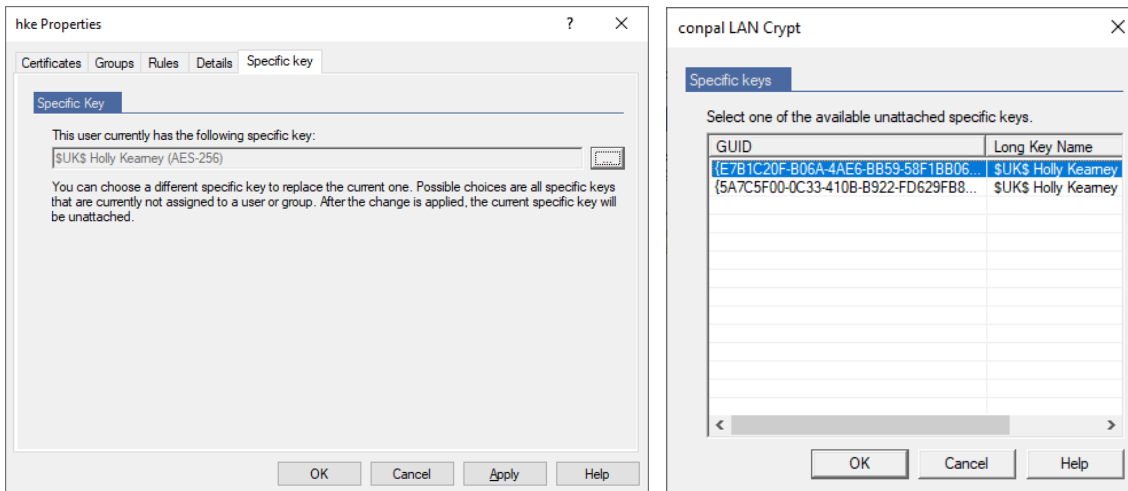 hke Properties
?
Certificates
Groups
Rules
Details
Specific key
Specific Key
This user currently has the following specific key:
$UK$ Holly Kearney (AES-256)
...
You can choose a different specific key to replace the current one. Possible choices are all specific keys
that are currently not assigned to a user or group. After the change is applied, the current specific key will
be unattached.
OK
Cancel
Apply
Help
conpal LAN Crypt
Specific keys
Select one of the available unattached specific keys.
GUID
Long Key Name
{E7B1C20F-B06A-4AE6-BB59-58F1BB06... $UK$ Holly Kearney
{5A7C5F00-0C33-410B-B922-FD629FB8... $UK$ Holly Kearney
OK
Cancel
Help